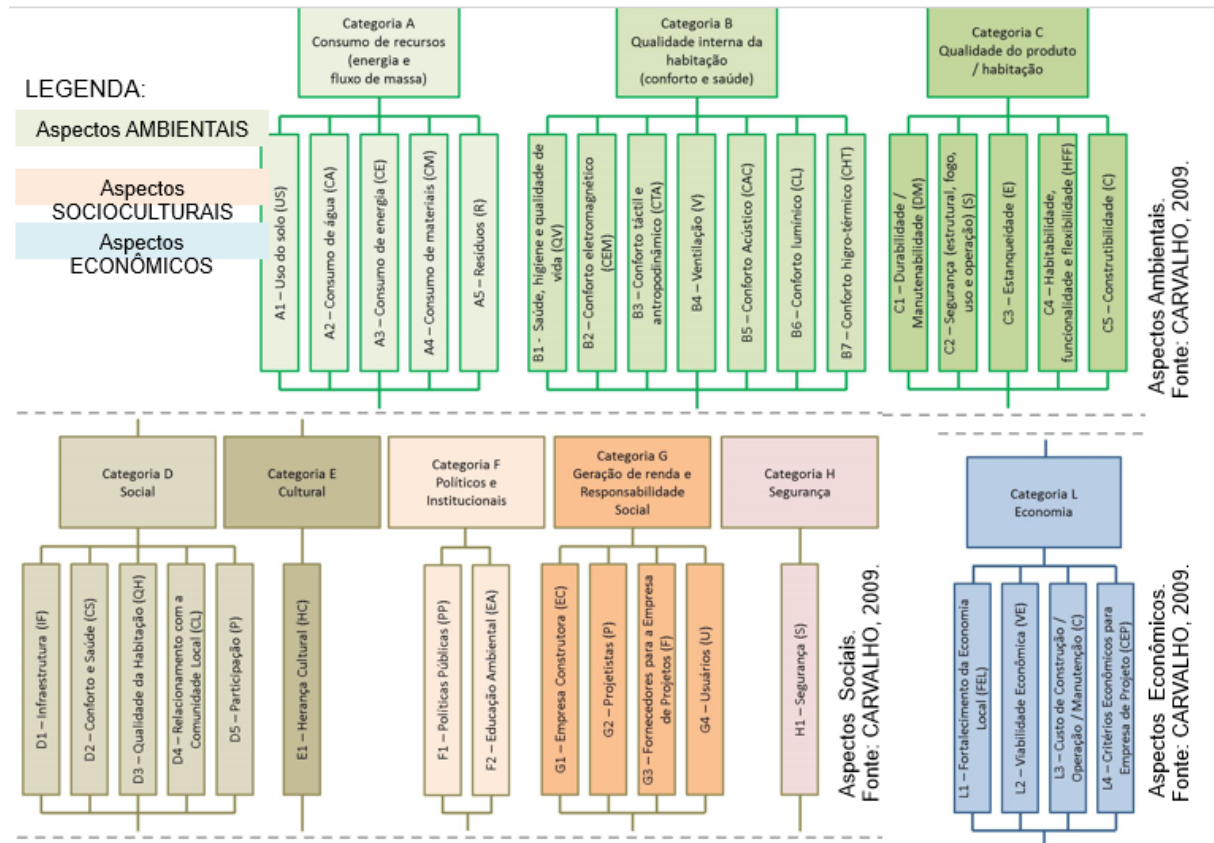 Categoria A
Consumo de recursos
(energia e
fluxo de massa)
Categoria B
Qualidade interna da
habitação
(conforto e saúde)
Categoria C
Qualidade do produto
/ habitação
LEGENDA:
Aspectos AMBIENTAIS
Aspectos
SOCIOCULTURAIS
Aspectos
ECONÔMICOS
A1 – Uso do solo (US)
A2 – Consumo de água (CA)
A3 – Consumo de energia (CE)
A4 – Consumo de materiais (CM)
A5 – Resíduos (R)
B1 - Saúde, higiene e qualidade de
vida (QV)
B2 – Conforto eletromagnético
(CEM)
B3 – Conforto táctil e
antropodinâmico (CTA)
B4 – Ventilação (V)
B5 – Conforto Acústico (CAC)
B6 – Conforto lumínico (CL)
B7 – Conforto higro-térmico (CHT)
C1 – Durabilidade /
Manutenabilidade (DM)
C2 – Segurança (estrutural, fogo,
uso e operação) (S)
C3 – Estanqueidade (E)
C4 – Habitabilidade,
funcionalidade e flexibilidade (HFF)
C5 – Construtibilidade (C)
Aspectos Ambientais.
Fonte: CARVALHO, 2009.
Categoria D
Social
Categoria E
Cultural
Categoria F
Políticos e
Institucionais
Categoria G
Geração de renda e
Responsabilidade
Social
Categoria H
Segurança
Categoria L
Economia
D1 – Infraestrutura (IF)
D2 – Conforto e Saúde (CS)
D3 – Qualidade da Habitação (QH)
D4 – Relacionamento com a
Comunidade Local (CL)
D5 – Participação (P)
E1 – Herança Cultural (HC)
F1 – Políticas Públicas (PP)
F2 – Educação Ambiental (EA)
G1 – Empresa Construtora (EC)
G2 – Projetistas (P)
G3 – Fornecedores para a Empresa
de Projetos (F)
G4 – Usuários (U)
H1 – Segurança (S)
Aspectos Sociais.
Fonte: CARVALHO, 2009.
L1 – Fortalecimento da Economia
Local (FEL)
L2 – Viabilidade Econômica (VE)
L3 – Custo de Construção /
Operação / Manutenção (C)
L4 – Critérios Econômicos para
Empresa de Projeto (CEP)
Aspectos Econômicos.
Fonte: CARVALHO, 2009.